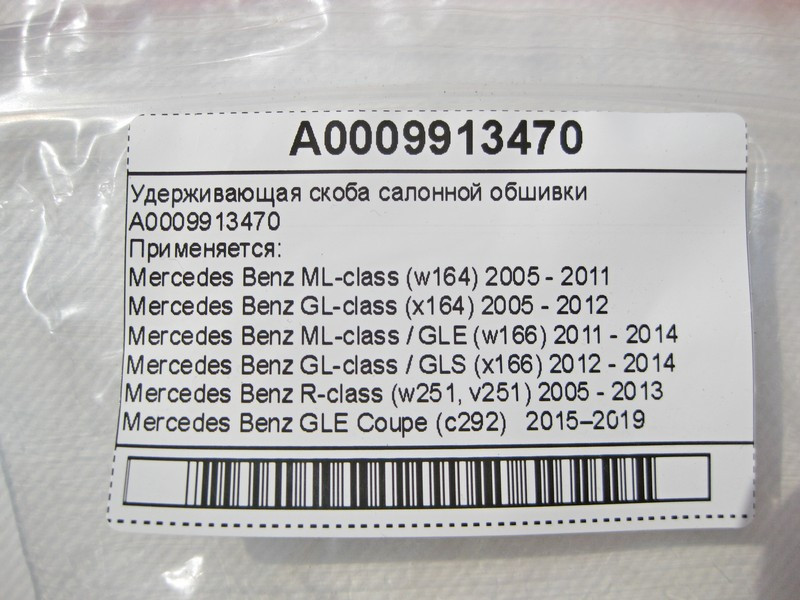 A0009913470
Удерживающая скоба салонной обшивки
A0009913470
Применяется:
Mercedes Benz ML-class (w164) 2005 - 2011
Mercedes Benz GL-class (x164) 2005 - 2012
Mercedes Benz ML-class / GLE (w166) 2011 - 2014
Mercedes Benz GL-class / GLS (x166) 2012 - 2014
Mercedes Benz R-class (w251, v251) 2005 - 2013
Mercedes Benz GLE Coupe (c292) 2015–2019